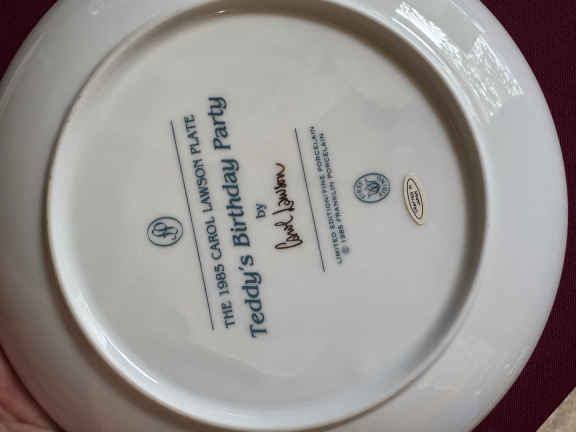 THE 1985 CAROL LAWSON PLATE
Teddy's Birthday Party
by
Carol Lawson
LIMITED EDITION/FINE PORCELAIN
© 1985 FRANKLIN PORCELAIN